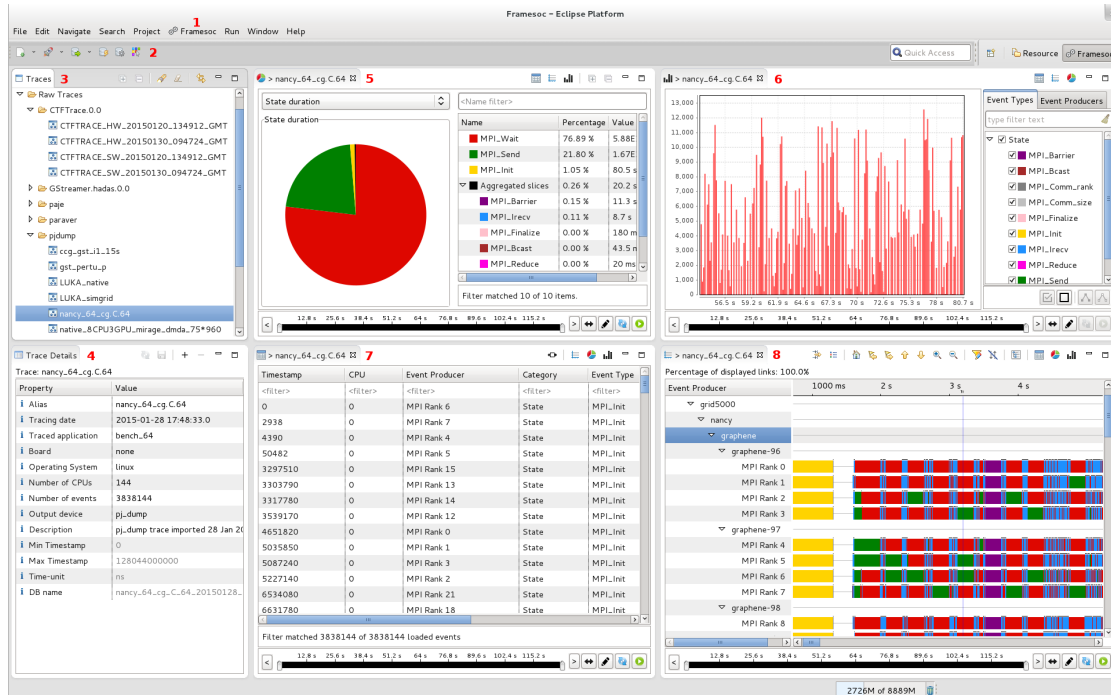 Framesoc – Eclipse Platform
1
File Edit Navigate Search Project Framesoc Run Window Help
2
Quick Access
Resource
Framesoc
Traces 3
Raw Traces
CTFTrace.0.0
CTFTRACE_HW_20150120_134912_GMT
CTFTRACE_HW_20150130_094724_GMT
CTFTRACE_SW_20150120_134912_GMT
CTFTRACE_SW_20150130_094724_GMT
GStreamer.hadas.0.0
paje
paraver
pjdump
ccg_gst_i1_15s
gst_pertu_p
LUKA_native
LUKA_simgrid
nancy_64_cg.C.64
native_8CPU3GPU_mirage_dmda_75*960
> nancy_64_cg.C.64 5
State duration
<Name filter>
State duration
Name Percentage Value
MPI_Wait 76.89 % 5.88E
MPI_Send 21.80 % 1.67E
MPI_Init 1.05 % 80.5 s
Aggregated slices 0.26 % 20.2 s
MPI_Barrier 0.15 % 11.3 s
MPI_Irecv 0.11 % 8.7 s
MPI_Finalize 0.00 % 180 m
MPI_Bcast 0.00 % 43.5 m
MPI_Reduce 0.00 % 20 ms
Filter matched 10 of 10 items.
12.8 s 25.6 s 38.4 s 51.2 s 64 s 76.8 s 89.6 s 102.4 s 115.2 s
> nancy_64_cg.C.64 6
13,000
12,000
11,000
10,000
9,000
8,000
7,000
6,000
5,000
4,000
3,000
2,000
1,000
0
56.5 s 59.2 s 61.9 s 64.6 s 67.3 s 70 s 72.6 s 75.3 s 78 s 80.7 s
Event Types Event Producers
type filter text
State
MPI_Barrier
MPI_Bcast
MPI_Comm_rank
MPI_Comm_size
MPI_Finalize
MPI_Init
MPI_Irecv
MPI_Reduce
MPI_Send
12.8 s 25.6 s 38.4 s 51.2 s 64 s 76.8 s 89.6 s 102.4 s 115.2 s
Trace Details 4
Trace: nancy_64_cg.C.64
Property Value
Alias nancy_64_cg.C.64
Tracing date 2015-01-28 17:48:33.0
Traced application bench_64
Board none
Operating System linux
Number of CPUs 144
Number of events 3838144
Output device pj_dump
Description pj_dump trace imported 28 Jan 20
Min Timestamp 0
Max Timestamp 128044000000
Time-unit ns
DB name nancy_64_cg_C_64_20150128_
> nancy_64_cg.C.64 7
Timestamp CPU Event Producer Category Event Type
<filter> <filter> <filter> <filter> <filter>
0 0 MPI Rank 6 State MPI_Init
2938 0 MPI Rank 7 State MPI_Init
4390 0 MPI Rank 4 State MPI_Init
50482 0 MPI Rank 5 State MPI_Init
3297510 0 MPI Rank 15 State MPI_Init
3303790 0 MPI Rank 13 State MPI_Init
3317780 0 MPI Rank 14 State MPI_Init
3539170 0 MPI Rank 12 State MPI_Init
4651820 0 MPI Rank 0 State MPI_Init
5035850 0 MPI Rank 1 State MPI_Init
5087240 0 MPI Rank 3 State MPI_Init
5227140 0 MPI Rank 2 State MPI_Init
6534080 0 MPI Rank 21 State MPI_Init
6631780 0 MPI Rank 18 State MPI_Init
Filter matched 3838144 of 3838144 loaded events
12.8 s 25.6 s 38.4 s 51.2 s 64 s 76.8 s 89.6 s 102.4 s 115.2 s
> nancy_64_cg.C.64 8
Percentage of displayed links: 100.0%
Event Producer 1000 ms 2 s 3 s 4 s
grid5000
nancy
graphene
graphene-96
MPI Rank 0
MPI Rank 1
MPI Rank 2
MPI Rank 3
graphene-97
MPI Rank 4
MPI Rank 5
MPI Rank 6
MPI Rank 7
graphene-98
MPI Rank 8
12.8 s 25.6 s 38.4 s 51.2 s 64 s 76.8 s 89.6 s 102.4 s 115.2 s
2726M of 8889M